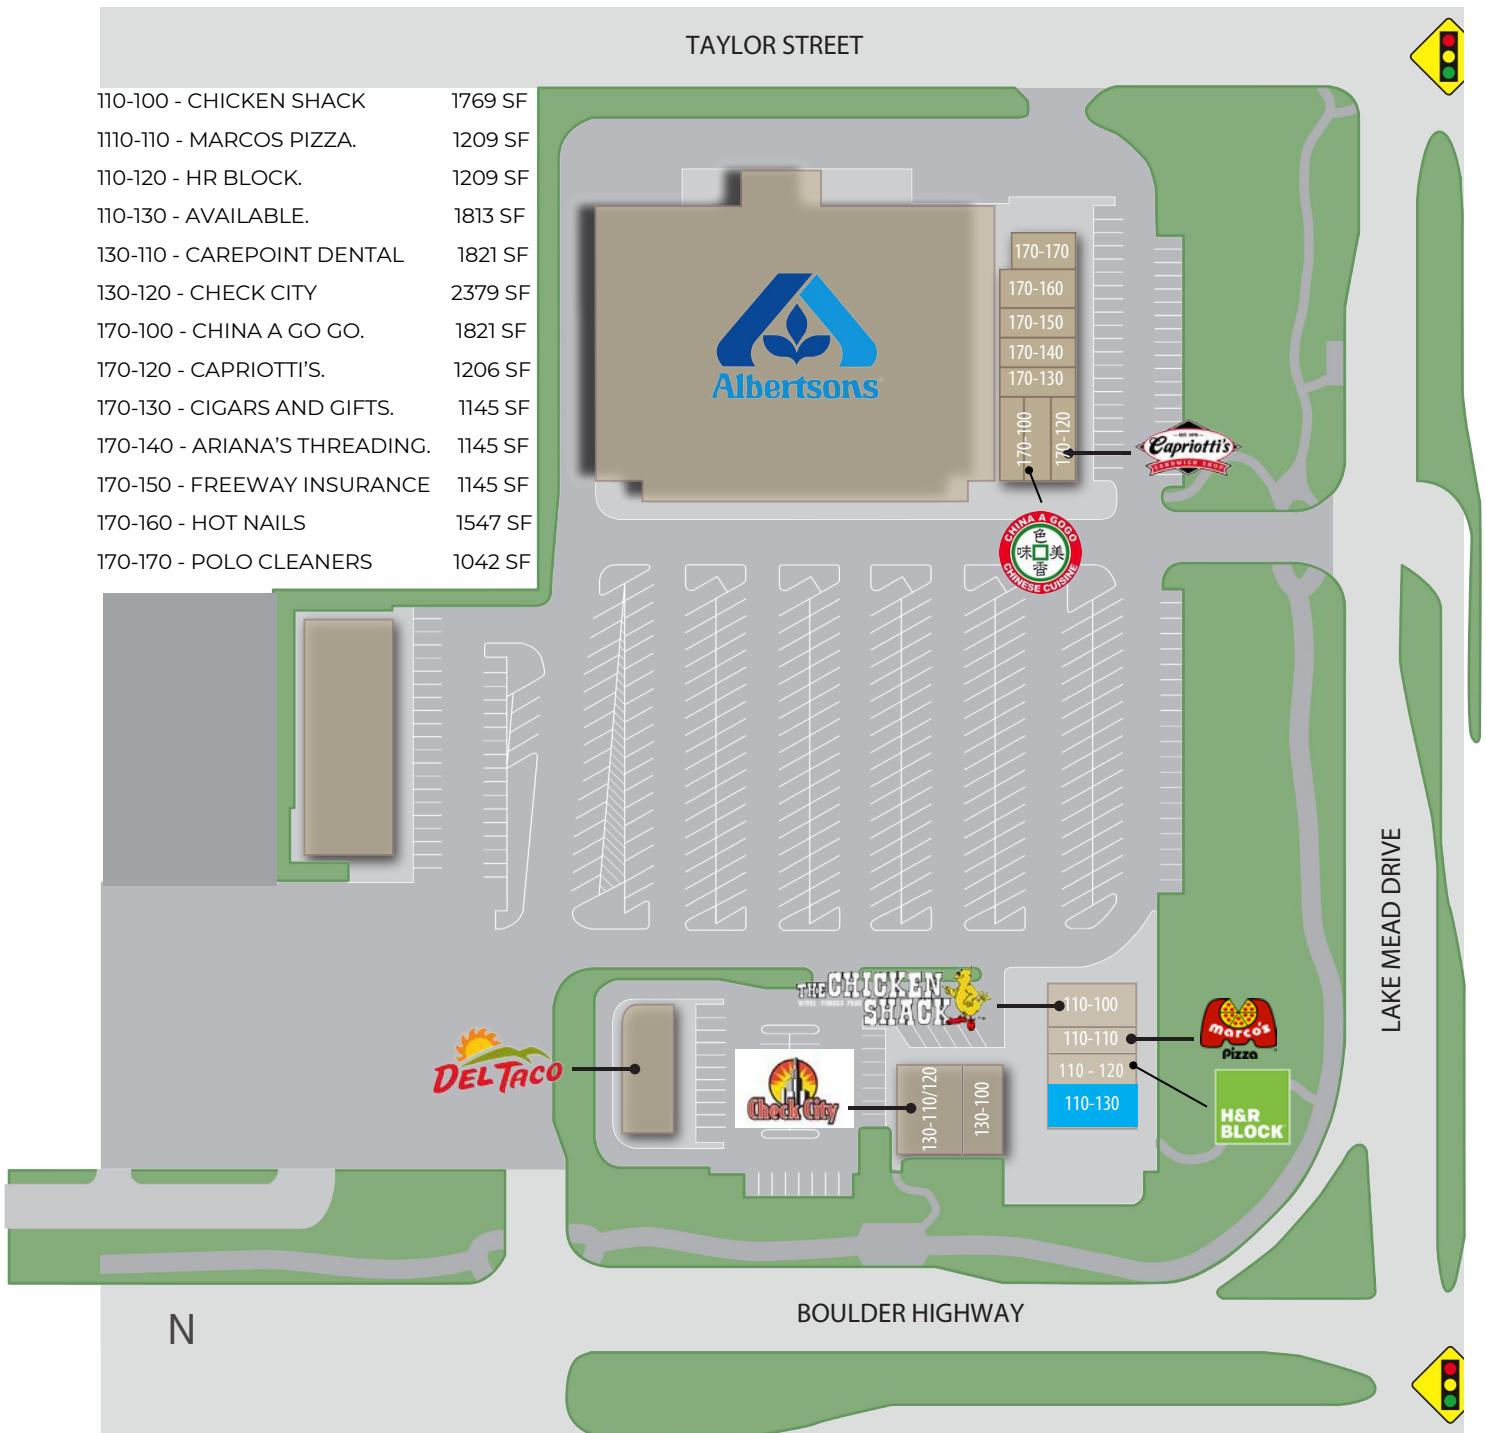 TAYLOR STREET
110-100 - CHICKEN SHACK 1769 SF
1110-110 - MARCOS PIZZA. 1209 SF
110-120 - HR BLOCK. 1209 SF
110-130 - AVAILABLE. 1813 SF
130-110 - CAREPOINT DENTAL 1821 SF
130-120 - CHECK CITY 2379 SF
170-100 - CHINA A GO GO. 1821 SF
170-120 - CAPRIOTTI'S. 1206 SF
170-130 - CIGARS AND GIFTS. 1145 SF
170-140 - ARIANA'S THREADING. 1145 SF
170-150 - FREEWAY INSURANCE 1145 SF
170-160 - HOT NAILS 1547 SF
170-170 - POLO CLEANERS 1042 SF
Albertsons
170-170
170-160
170-150
170-140
170-130
170-100
170-120
Capriotti's
SANDWICH SHOP
CHINA A GOGO
色
味 美
香
CHINESE CUISINE
LAKE MEAD DRIVE
THE CHICKEN
SHACK
110-100
110-110
110 - 120
110-130
marco's
Pizza
H&R
BLOCK
DEL TACO
Check City
130-110/120
130-100
BOULDER HIGHWAY
N